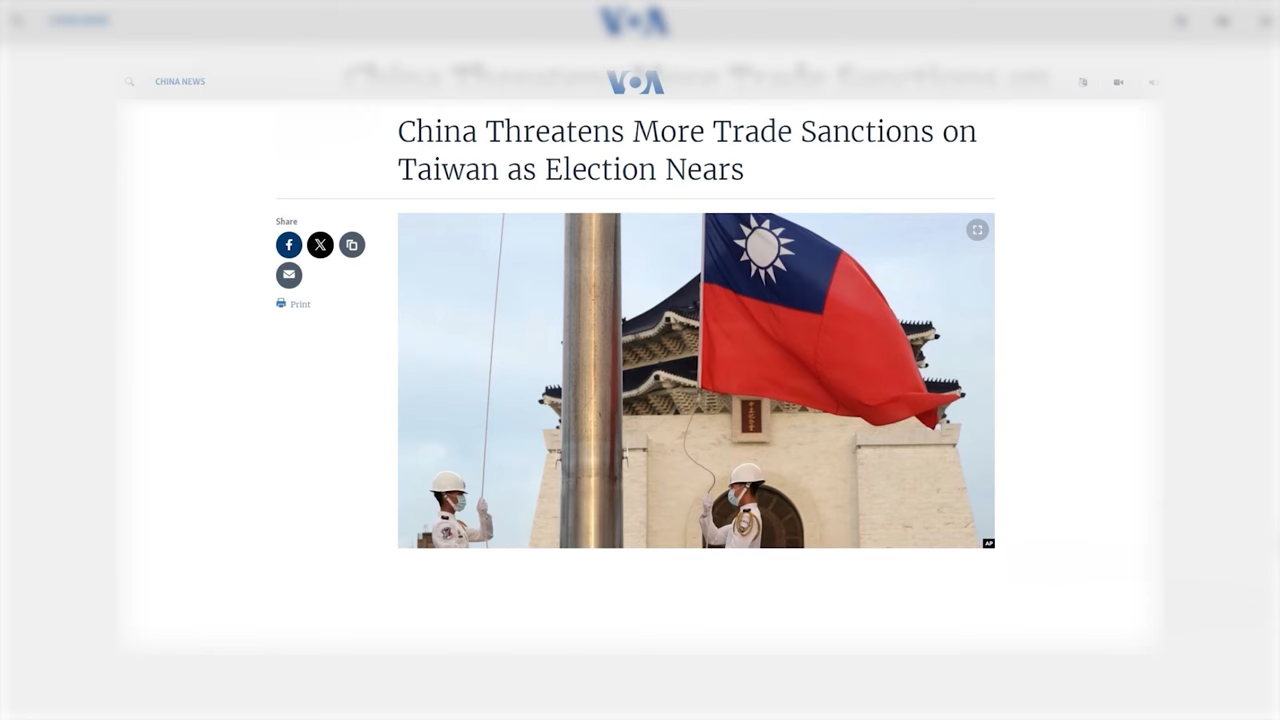 CHINA NEWS
VOA
China Threatens More Trade Sanctions on
Taiwan as Election Nears
Share
Print
AP